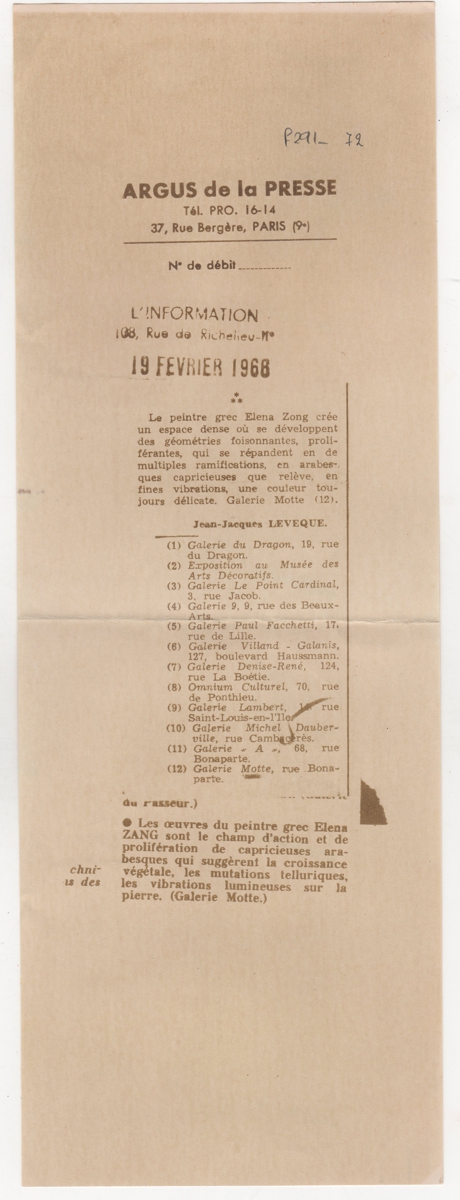 P291_ 72
ARGUS de la PRESSE
Tél. PRO. 16-14
37, Rue Bergère, PARIS (9e)
N° de débit
L'INFORMATION
108, Rue de Richelieu-
19 FEVRIER 1968
Le peintre grec Elena Zong crée
un espace dense où se développent
des géométries foisonnantes, proli-
férantes, qui se répandent en de
multiples ramifications, en arabes-
ques capricieuses que relève, en
fines vibrations, une couleur tou-
jours délicate. Galerie Motte (12).
Jean-Jacques LEVEQUE.
(1) Galerie du Dragon, 19, rue
du Dragon.
(2) Exposition au Musée des
Arts Décoratifs.
(3) Galerie Le Point Cardinal,
3, rue Jacob.
(4) Galerie 9, 9, rue des Beaux-
Arts.
(5) Galerie Paul Facchetti, 17,
rue de Lille.
(6) Galerie Villand - Galanis,
127, boulevard Haussmann.
(7) Galerie Denise-René, 124,
rue La Boétie.
(8) Omnium Culturel, 70, rue
de Ponthieu.
(9) Galerie Lambert, rue
Saint-Louis-en-l'Ile.
(10) Galerie Michel Dauber-
ville, rue Cambacérès.
(11) Galerie « A », 68, rue
Bonaparte.
(12) Galerie Motte, rue Bona-
parte.
du Passeur.)
● Les œuvres du peintre grec Elena
ZANG sont le champ d'action et de
prolifération de capricieuses ara-
besques qui suggèrent la croissance
végétale, les mutations telluriques,
les vibrations lumineuses sur la
pierre. (Galerie Motte.)
chni-
is des